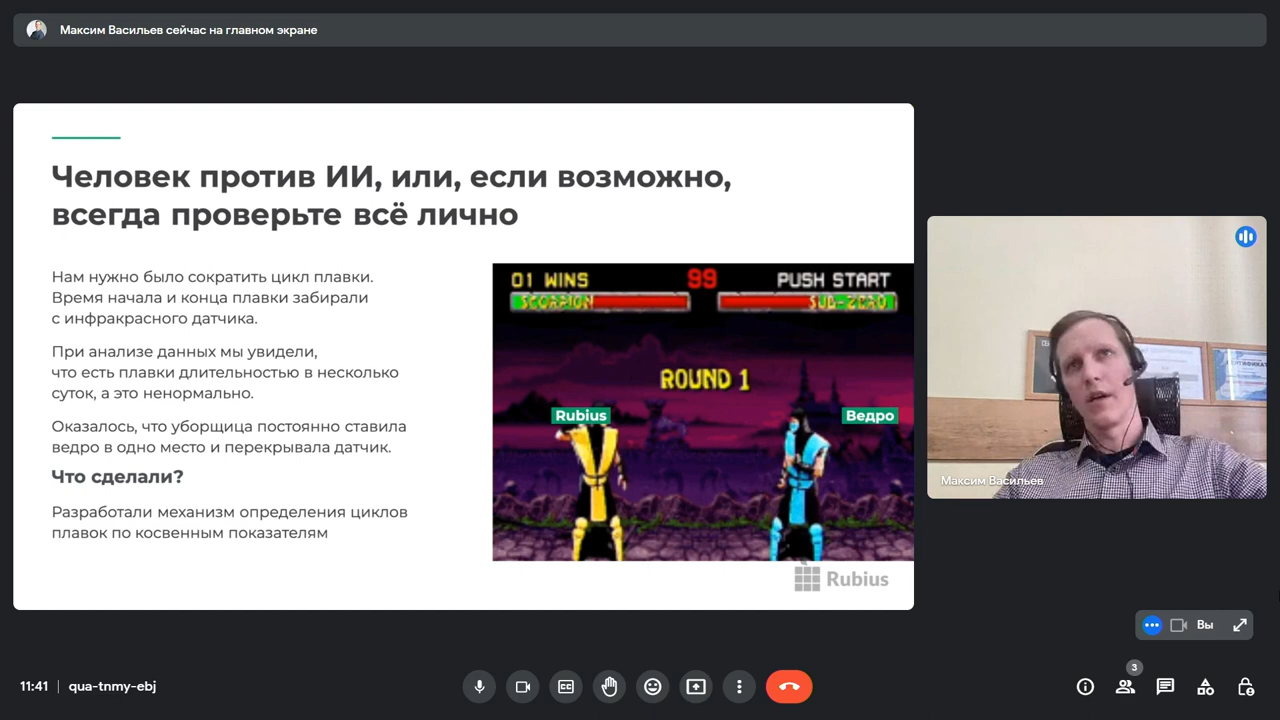 Максим Васильев сейчас на главном экране
Человек против ИИ, или, если возможно,
всегда проверьте всё лично
Нам нужно было сократить цикл плавки.
Время начала и конца плавки забирали
с инфракрасного датчика.
При анализе данных мы увидели,
что есть плавки длительностью в несколько
суток, а это ненормально.
Оказалось, что уборщица постоянно ставила
ведро в одно место и перекрывала датчик.
Что сделали?
Разработали механизм определения циклов
плавок по косвенным показателям
01 WINS
99
PUSH START
SCORPION
SUB-ZERO
ROUND 1
Rubius
Ведро
Rubius
Максим Васильев
Вы
11:41
qua-tnmy-ebj
3